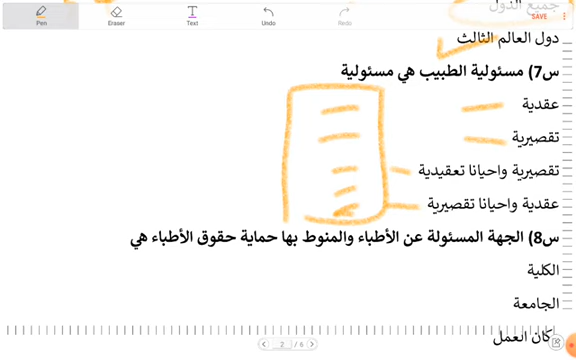 Pen Eraser Text Undo Redo SAVE
جميع الدول
دول العالم الثالث
س7) مسئولية الطبيب هي مسئولية
عقدية
تقصيرية
تقصيرية واحيانا تعقيدية
عقدية واحيانا تقصيرية
س8) الجهة المسئولة عن الأطباء والمنوط بها حماية حقوق الأطباء هي
الكلية
الجامعة
كان العمل
2 / 6